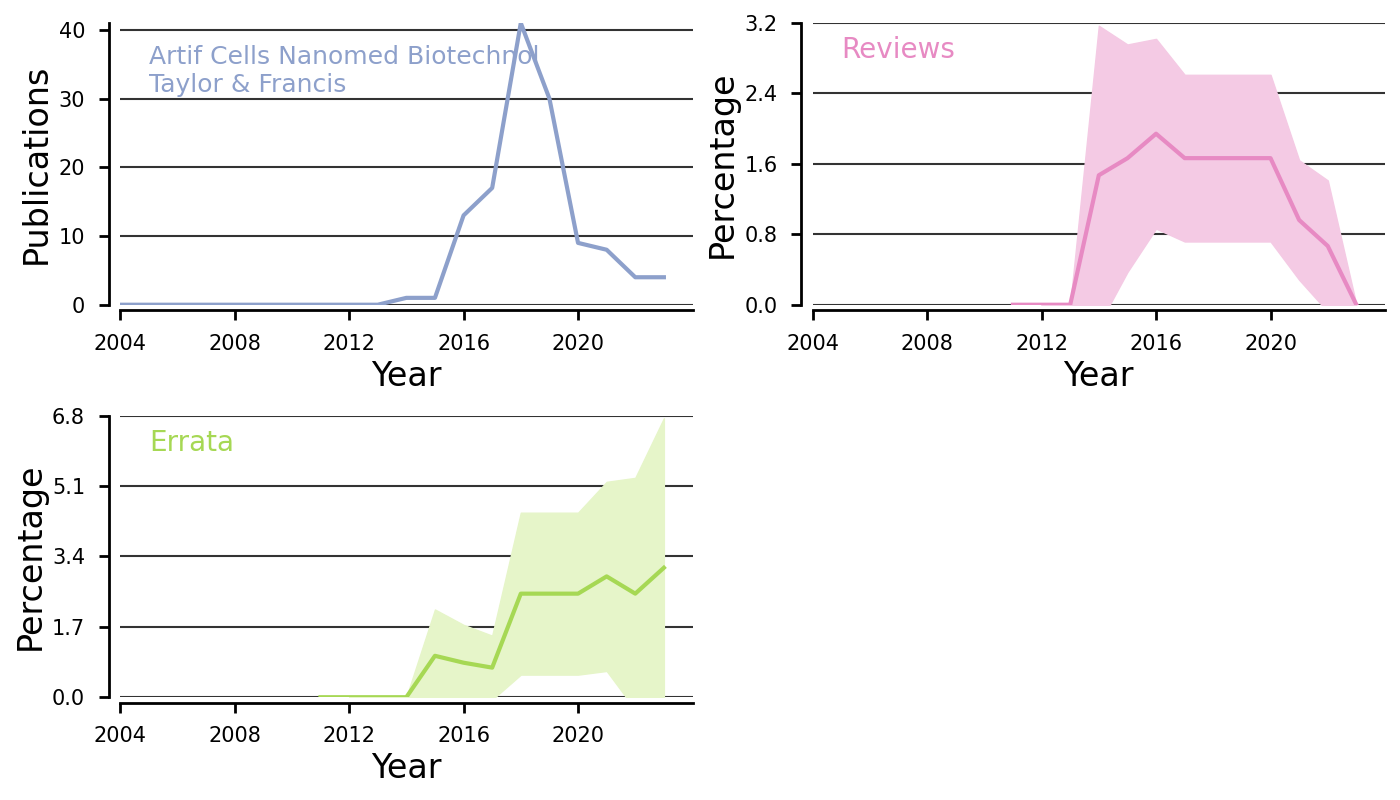 40
30
20
10
0
Publications
Artif Cells Nanomed Biotechnol
Taylor & Francis
2004 2008 2012 2016 2020
Year
3.2
2.4
1.6
0.8
0.0
Percentage
Reviews
2004 2008 2012 2016 2020
Year
6.8
5.1
3.4
1.7
0.0
Percentage
Errata
2004 2008 2012 2016 2020
Year